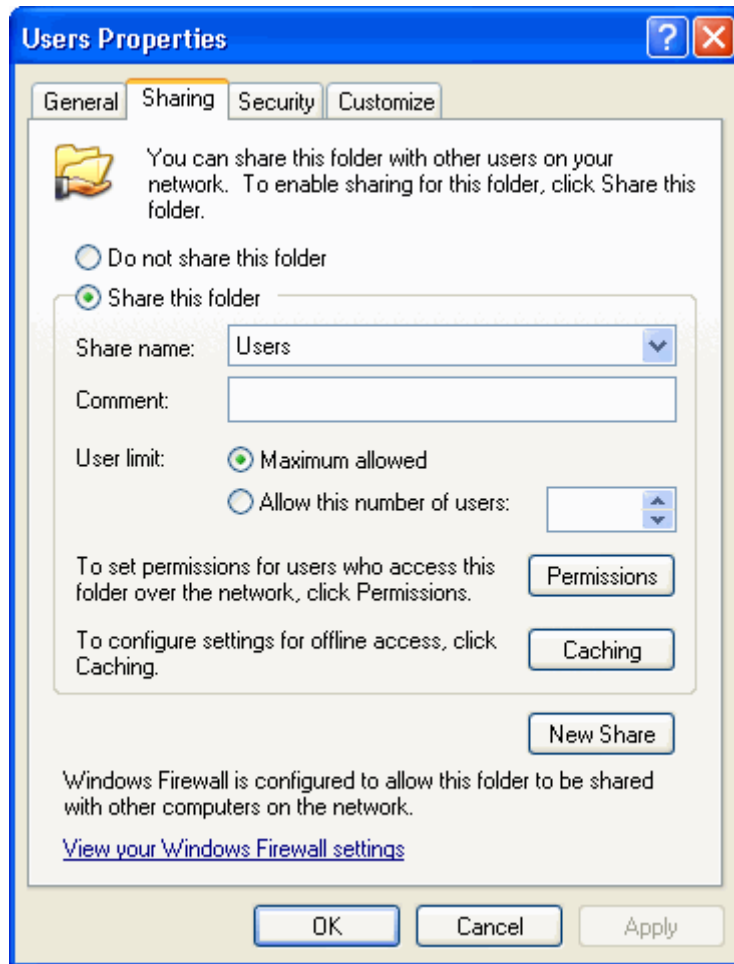 Users Properties
General Sharing Security Customize
You can share this folder with other users on your
network. To enable sharing for this folder, click Share this
folder.
Do not share this folder
Share this folder
Share name: Users
Comment:
User limit: Maximum allowed
Allow this number of users:
To set permissions for users who access this
folder over the network, click Permissions.
Permissions
To configure settings for offline access, click
Caching.
Caching
New Share
Windows Firewall is configured to allow this folder to be shared
with other computers on the network.
View your Windows Firewall settings
OK Cancel Apply